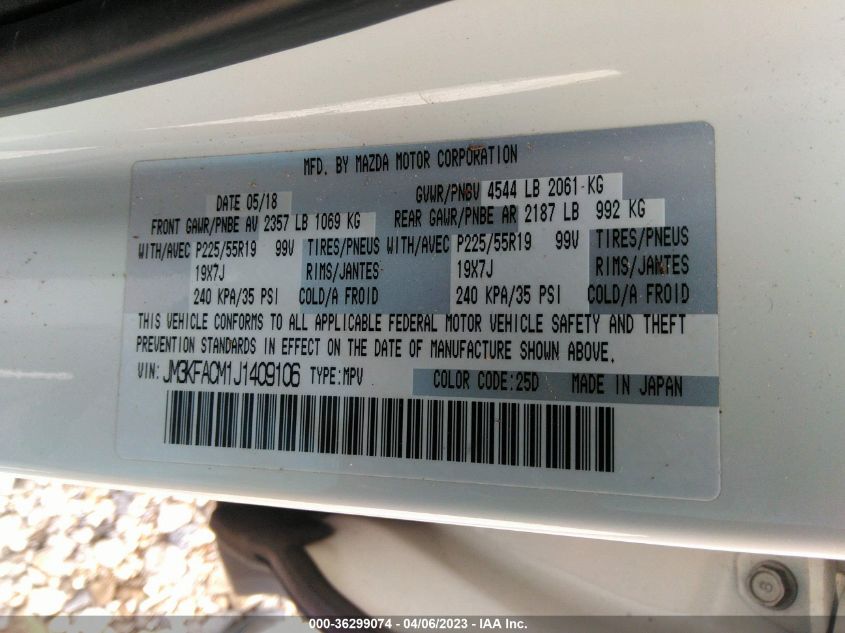 MFD. BY MAZDA MOTOR CORPORATION
DATE 05/18 GVWR/PNBV 4544 LB 2061 KG
FRONT GAWR/PNBE AV 2357 LB 1069 KG REAR GAWR/PNBE AR 2187 LB 992 KG
WITH/AVEC P225/55R19 99V TIRES/PNEUS WITH/AVEC P225/55R19 99V TIRES/PNEUS
19X7J RIMS/JANTES 19X7J RIMS/JANTES
240 KPA/35 PSI COLD/A FROID 240 KPA/35 PSI COLD/A FROID
THIS VEHICLE CONFORMS TO ALL APPLICABLE FEDERAL MOTOR VEHICLE SAFETY AND THEFT
PREVENTION STANDARDS IN EFFECT ON THE DATE OF MANUFACTURE SHOWN ABOVE.
VIN: JM3KFACM1J1409106 TYPE:MPV COLOR CODE:25D MADE IN JAPAN
8
000-36299074 - 04/06/2023 - IAA Inc.